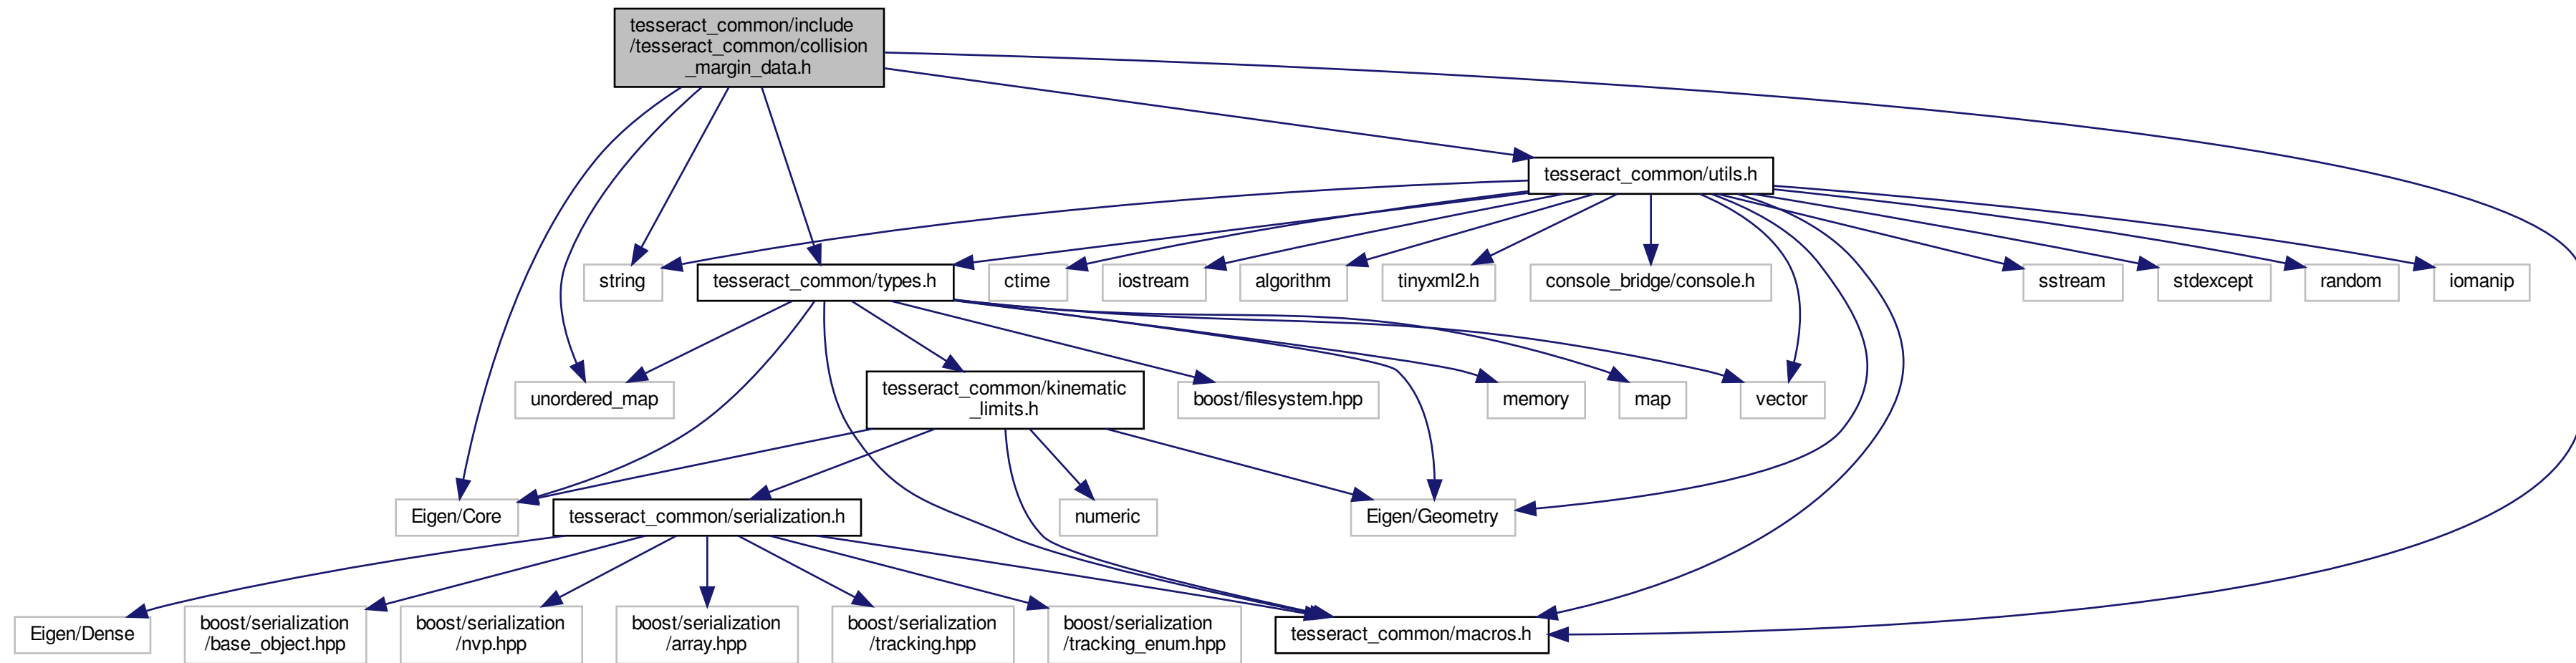 tesseract_common/include
/tesseract_common/collision
_margin_data.h
tesseract_common/utils.h
string
tesseract_common/types.h
ctime
iostream
algorithm
tinyxml2.h
console_bridge/console.h
sstream
stdexcept
random
iomanip
unordered_map
tesseract_common/kinematic
_limits.h
boost/filesystem.hpp
memory
map
vector
Eigen/Core
tesseract_common/serialization.h
numeric
Eigen/Geometry
Eigen/Dense
boost/serialization
/base_object.hpp
boost/serialization
/nvp.hpp
boost/serialization
/array.hpp
boost/serialization
/tracking.hpp
boost/serialization
/tracking_enum.hpp
tesseract_common/macros.h